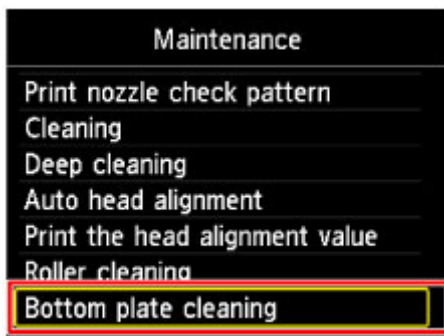 Maintenance
Print nozzle check pattern
Cleaning
Deep cleaning
Auto head alignment
Print the head alignment value
Roller cleaning
Bottom plate cleaning